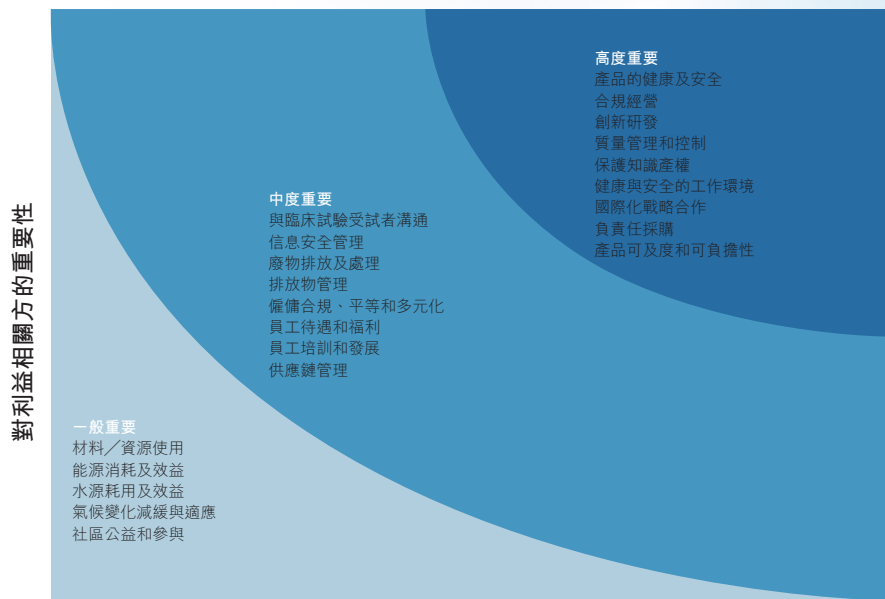 對利益相關方的重要性
高度重要
產品的健康及安全
合規經營
創新研發
質量管理和控制
保護知識產權
健康與安全的工作環境
國際化戰略合作
負責任採購
產品可及度和可負擔性
中度重要
與臨床試驗受試者溝通
信息安全管理
廢物排放及處理
排放物管理
僱傭合規、平等和多元化
員工待遇和福利
員工培訓和發展
供應鏈管理
一般重要
材料╱資源使用
能源消耗及效益
水源耗用及效益
氣候變化減緩與適應
社區公益和參與